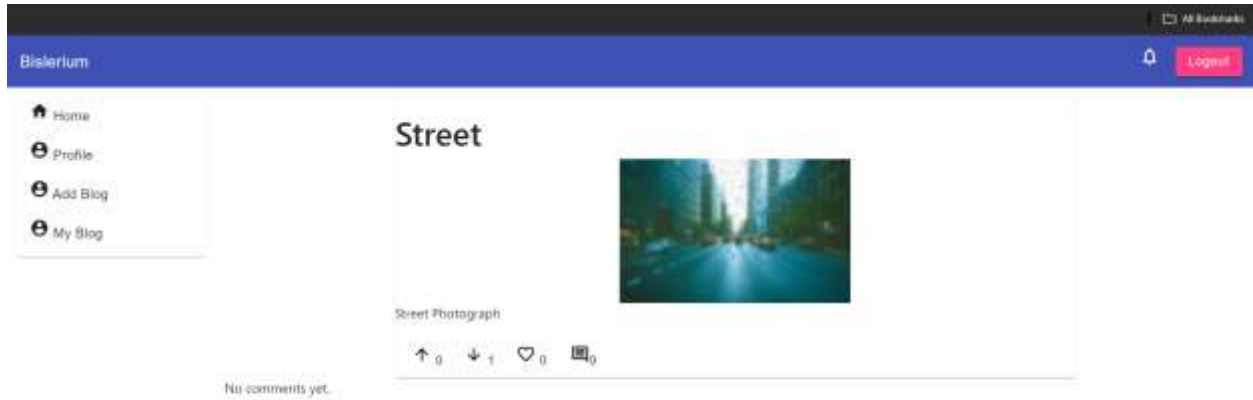 All Bookmarks
Bislerium
Logout
Home
Profile
Add Blog
My Blog
Street
Street Photograph
0 1 0 0
No comments yet.